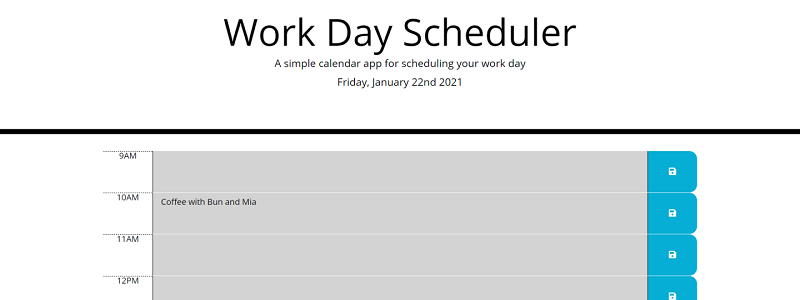 Work Day Scheduler
A simple calendar app for scheduling your work day
Friday, January 22nd 2021
9AM
10AM
Coffee with Bun and Mia
11AM
12PM